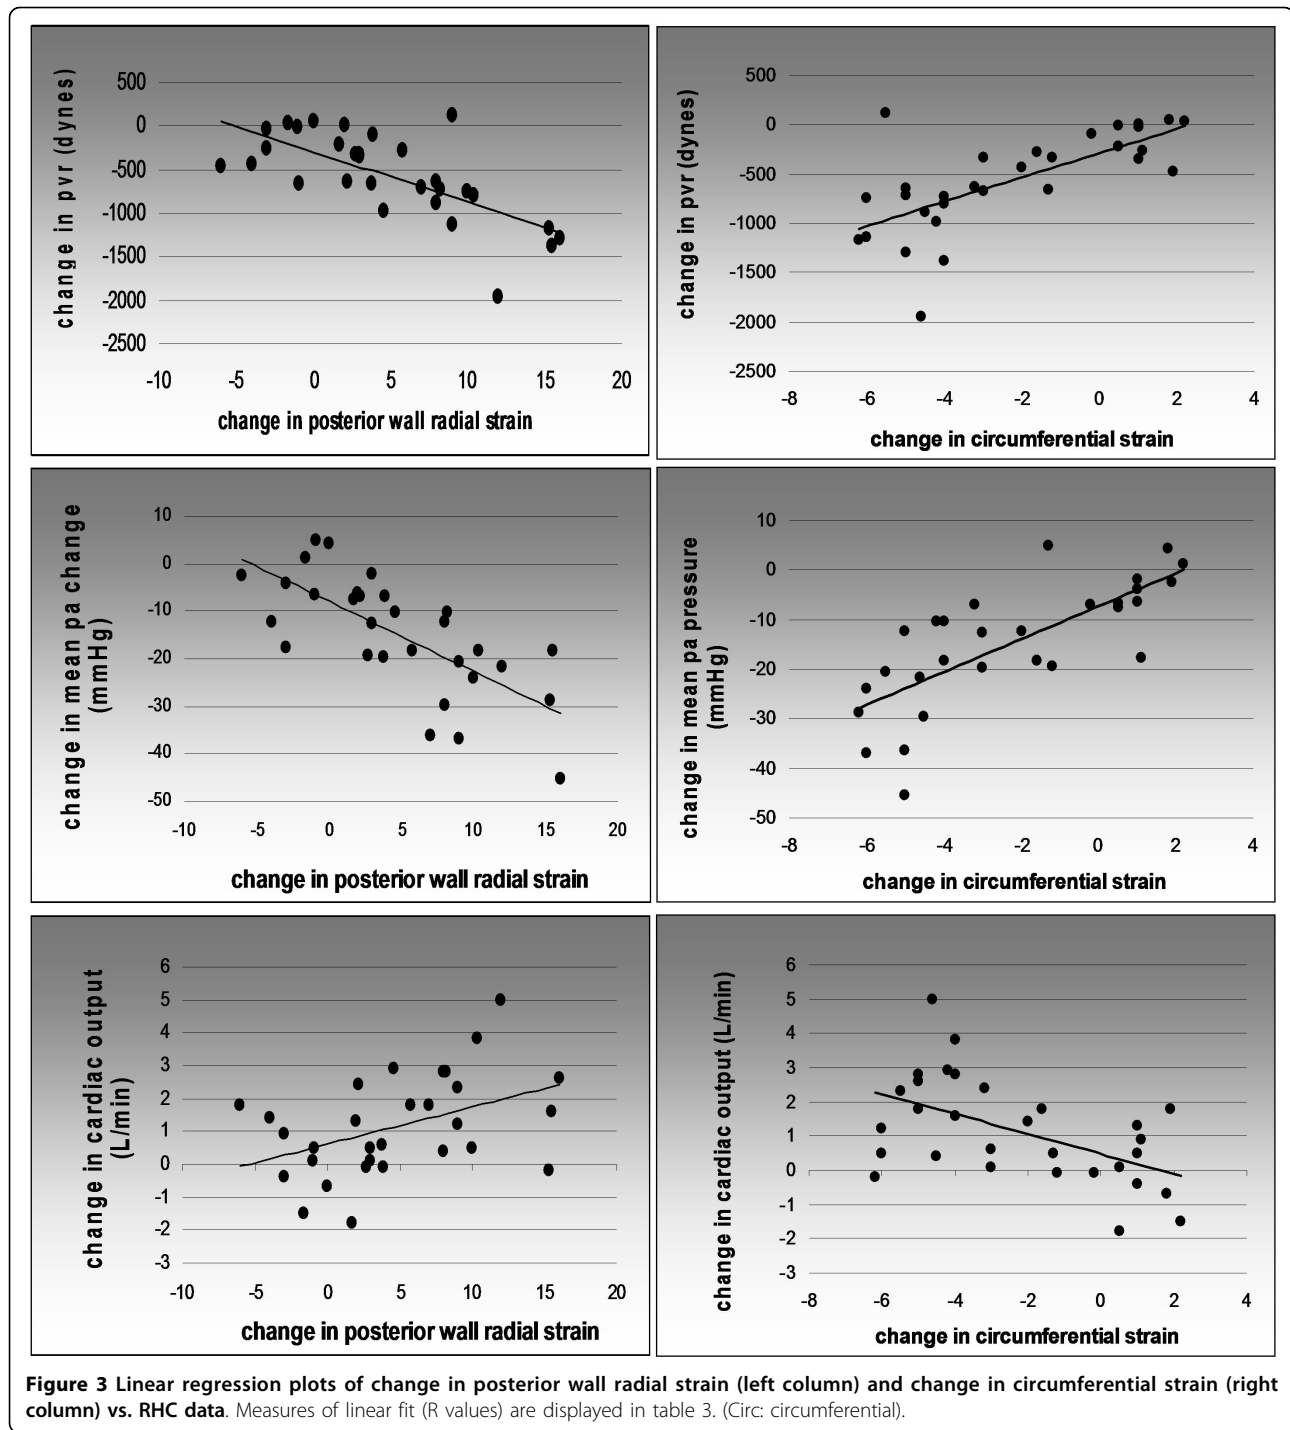 change in pvr (dynes)
500
0
-500
-1000
-1500
-2000
-2500
-10 -5 0 5 10 15 20
change in posterior wall radial strain
change in pvr (dynes)
500
0
-500
-1000
-1500
-2000
-2500
-8 -6 -4 -2 0 2 4
change in circumferential strain
change in mean pa change
(mmHg)
10
0
-10
-20
-30
-40
-50
-10 -5 0 5 10 15 20
change in posterior wall radial strain
change in mean pa pressure
(mmHg)
10
0
-10
-20
-30
-40
-50
-8 -6 -4 -2 0 2 4
change in circumferential strain
change in cardiac output
(L/min)
6
5
4
3
2
1
0
-1
-2
-3
-10 -5 0 5 10 15 20
change in posterior wall radial strain
change in cardiac output (L/min)
6
5
4
3
2
1
0
-1
-2
-3
-8 -6 -4 -2 0 2 4
change in circumferential strain
Figure 3 Linear regression plots of change in posterior wall radial strain (left column) and change in circumferential strain (right
column) vs. RHC data. Measures of linear fit (R values) are displayed in table 3. (Circ: circumferential).